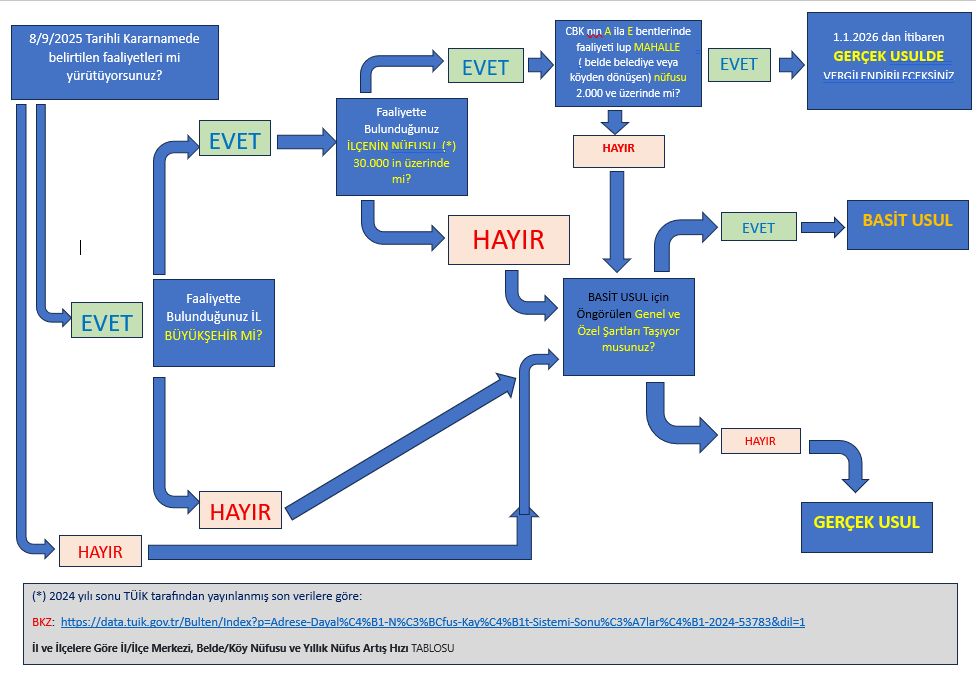 8/9/2025 Tarihli Kararnamede
belirtilen faaliyetleri mi
yürütüyorsunuz?
EVET
Faaliyette
Bulunduğunuz İL
BÜYÜKŞEHİR Mİ?
EVET
HAYIR
HAYIR
Faaliyette
Bulunduğunuz
İLÇENİN NÜFUSU (*)
30.000 in üzerinde
mi?
EVET
HAYIR
CBK nın A ila E bentlerinde
faaliyeti lup MAHALLE
( belde belediye veya
köyden dönüşen) nüfusu
2.000 ve üzerinde mi?
EVET
1.1.2026 dan İtibaren
GERÇEK USULDE
VERGİLENDİRİLECEKSİNİZ
HAYIR
BASİT USUL için
Öngörülen Genel ve
Özel Şartları Taşıyor
musunuz?
EVET
BASİT USUL
HAYIR
GERÇEK USUL
(*) 2024 yılı sonu TÜİK tarafından yayınlanmış son verilere göre:
BKZ: https://data.tuik.gov.tr/Bulten/Index?p=Adrese-Dayal%C4%B1-N%C3%BCfus-Kay%C4%B1t-Sistemi-Sonu%C3%A7lar%C4%B1-2024-53783&dil=1
İl ve İlçelere Göre İl/İlçe Merkezi, Belde/Köy Nüfusu ve Yıllık Nüfus Artış Hızı TABLOSU